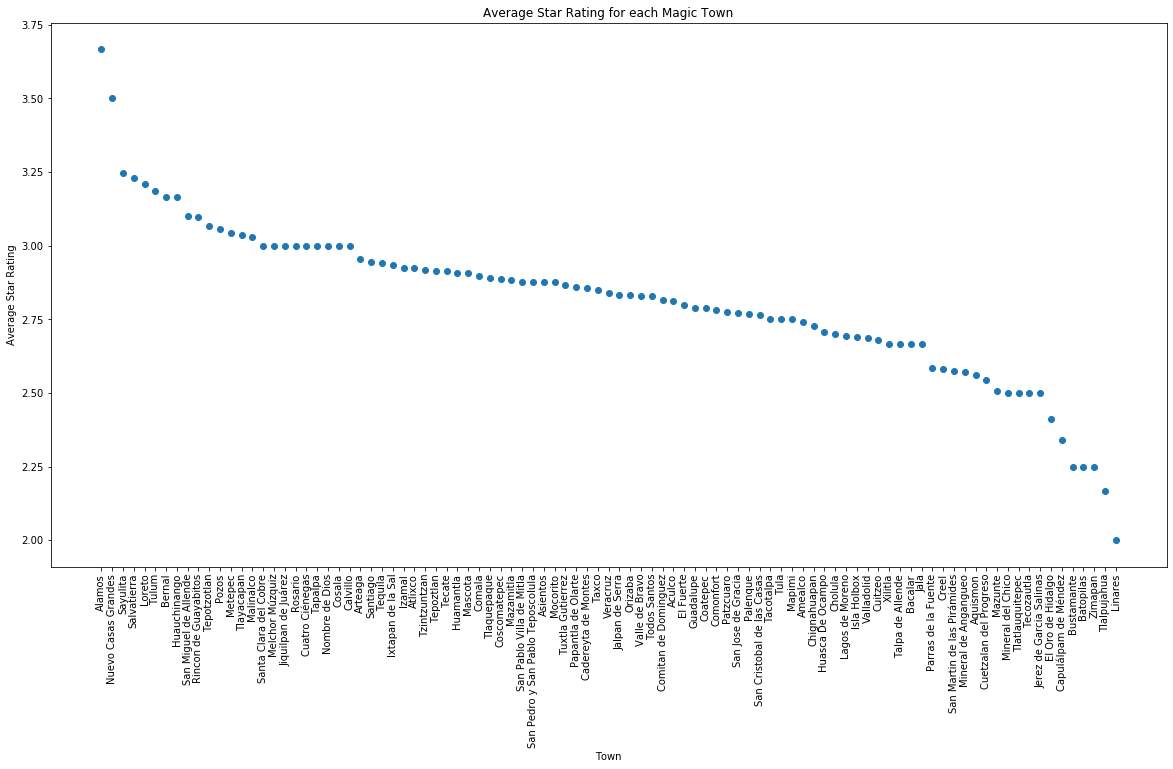 Average Star Rating for each Magic Town
3.75
3.50
3.25
3.00
2.75
2.50
2.25
2.00
Average Star Rating
Alamos
Nuevo Casas Grandes
Sayulita
Salvatierra
Loreto
Tulum
Bernal
Huauchinango
San Miguel de Allende
Rincon de Guayabitos
Tepotzotlan
Pozos
Metepec
Tlayacapan
Malinalco
Santa Clara del Cobre
Melchor Múzquiz
Jiquilpan de Juárez
Rosario
Cuatro Cienegas
Tapalpa
Nombre de Dios
Cosala
Calvillo
Arteaga
Santiago
Tequila
Ixtapan de la Sal
Izamal
Atlixco
Tzintzuntzan
Tepoztlan
Tecate
Huamantla
Mascota
Comala
Tlaquepaque
Coscomatepec
Mazamitla
San Pablo Villa de Mitla
San Pedro y San Pablo Teposcolula
Asientos
Mocorito
Tuxtla Gutierrez
Papantla de Olarte
Cadereyta de Montes
Taxco
Veracruz
Jalpan de Serra
Orizaba
Valle de Bravo
Todos Santos
Comitan de Dominguez
Aculco
El Fuerte
Guadalupe
Coatepec
Comonfort
Patzcuaro
San Jose de Gracia
Palenque
San Cristobal de las Casas
Tacotalpa
Tula
Mapimi
Amealco
Chignahuapan
Huasca De Ocampo
Cholula
Lagos de Moreno
Isla Holbox
Valladolid
Cuitzeo
Xilitla
Talpa de Allende
Bacalar
Jala
Parras de la Fuente
Creel
San Martin de las Pirámides
Mineral de Angangueo
Aquismon
Cuetzalan del Progreso
Mazunte
Mineral del Chico
Tlatlauquitepec
Tecozautla
Jerez de García Salinas
El Oro de Hidalgo
Capulálpam de Méndez
Bustamante
Batopilas
Zimapan
Tlalpujahua
Linares
Town